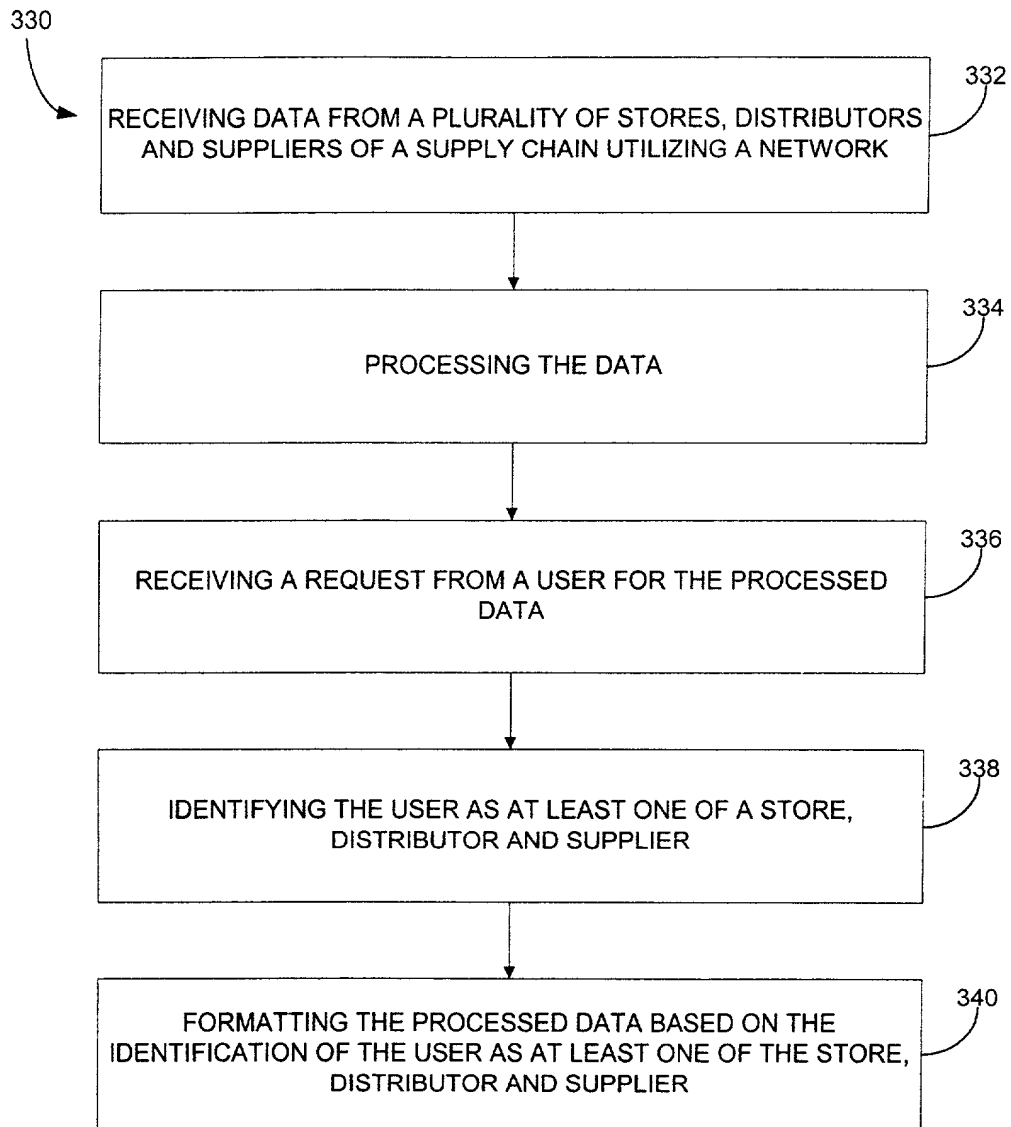 330
332
RECEIVING DATA FROM A PLURALITY OF STORES, DISTRIBUTORS
AND SUPPLIERS OF A SUPPLY CHAIN UTILIZING A NETWORK
334
PROCESSING THE DATA
336
RECEIVING A REQUEST FROM A USER FOR THE PROCESSED
DATA
338
IDENTIFYING THE USER AS AT LEAST ONE OF A STORE,
DISTRIBUTOR AND SUPPLIER
340
FORMATTING THE PROCESSED DATA BASED ON THE
IDENTIFICATION OF THE USER AS AT LEAST ONE OF THE STORE,
DISTRIBUTOR AND SUPPLIER